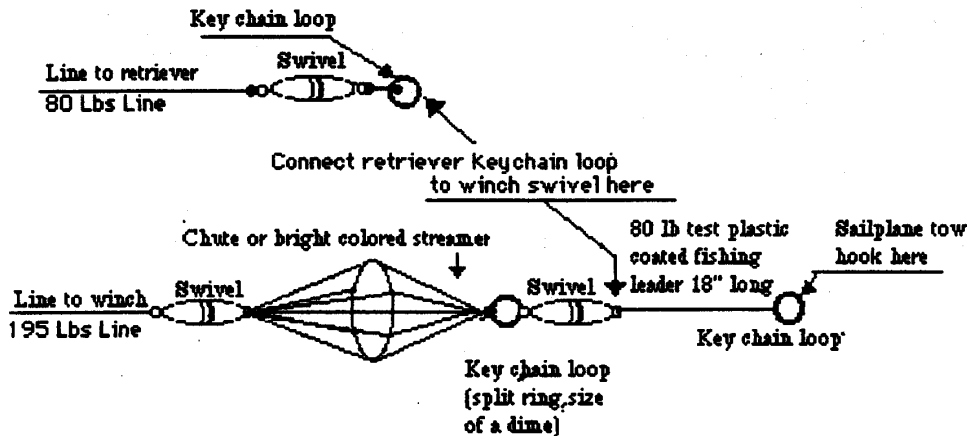 Key chain loop
Swivel
Line to retriever
80 Lbs Line
Connect retriever Keychain loop
to winch swivel here
Chute or bright colored streamer
80 lb test plastic
coated fishing
leader 18" long
Sailplane tow
hook here
Line to winch
195 Lbs Line
Swivel
Swivel
Key chain loop
Key chain loop
(split ring, size
of a dime)